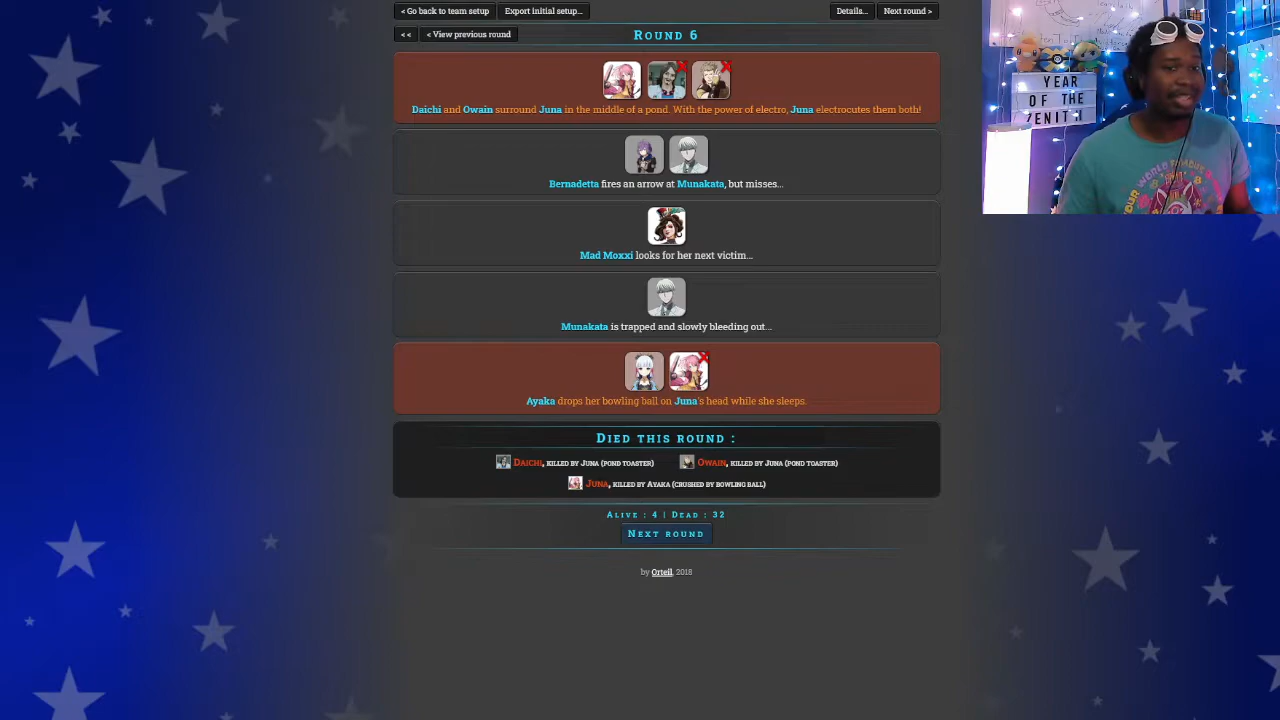 < Go back to team setup
Export initial setup...
Details...
Next round >
<<
< View previous round
Round 6
Daichi and Owain surround Juna in the middle of a pond. With the power of electro, Juna electrocutes them both!
Bernadetta fires an arrow at Munakata, but misses...
Mad Moxxi looks for her next victim...
Munakata is trapped and slowly bleeding out...
Ayaka drops her bowling ball on Juna's head while she sleeps.
Died this round :
Daichi, killed by Juna (pond toaster)
Owain, killed by Juna (pond toaster)
Juna, killed by Ayaka (crushed by bowling ball)
Alive : 4 | Dead : 32
Next round
by Orteil, 2018
YEAR
OF THE
ZENITH